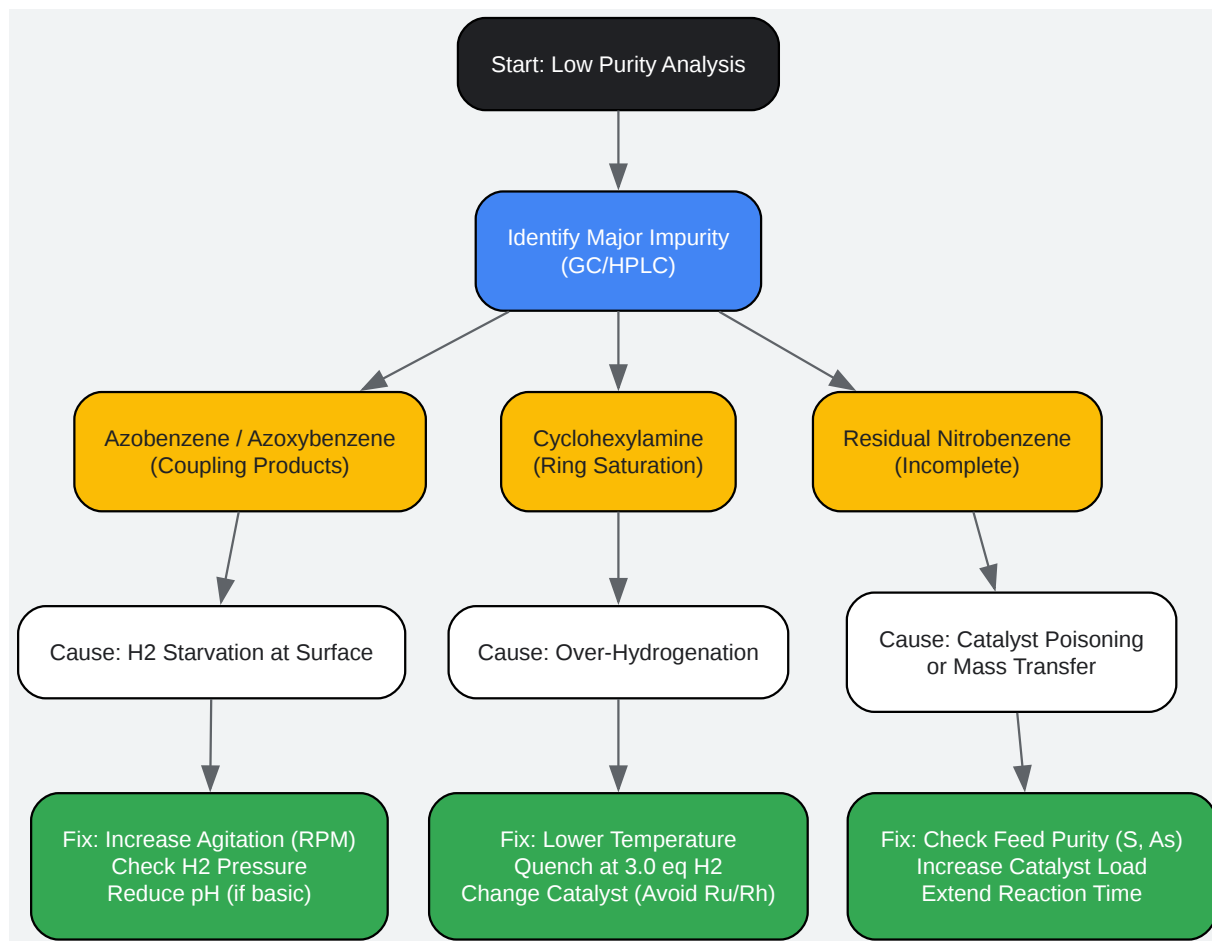 Start: Low Purity Analysis
Identify Major Impurity
(GC/HPLC)
Azobenzene / Azoxybenzene
(Coupling Products)
Cyclohexylamine
(Ring Saturation)
Residual Nitrobenzene
(Incomplete)
Cause: H2 Starvation at Surface
Cause: Over-Hydrogenation
Cause: Catalyst Poisoning
or Mass Transfer
Fix: Increase Agitation (RPM)
Check H2 Pressure
Reduce pH (if basic)
Fix: Lower Temperature
Quench at 3.0 eq H2
Change Catalyst (Avoid Ru/Rh)
Fix: Check Feed Purity (S, As)
Increase Catalyst Load
Extend Reaction Time